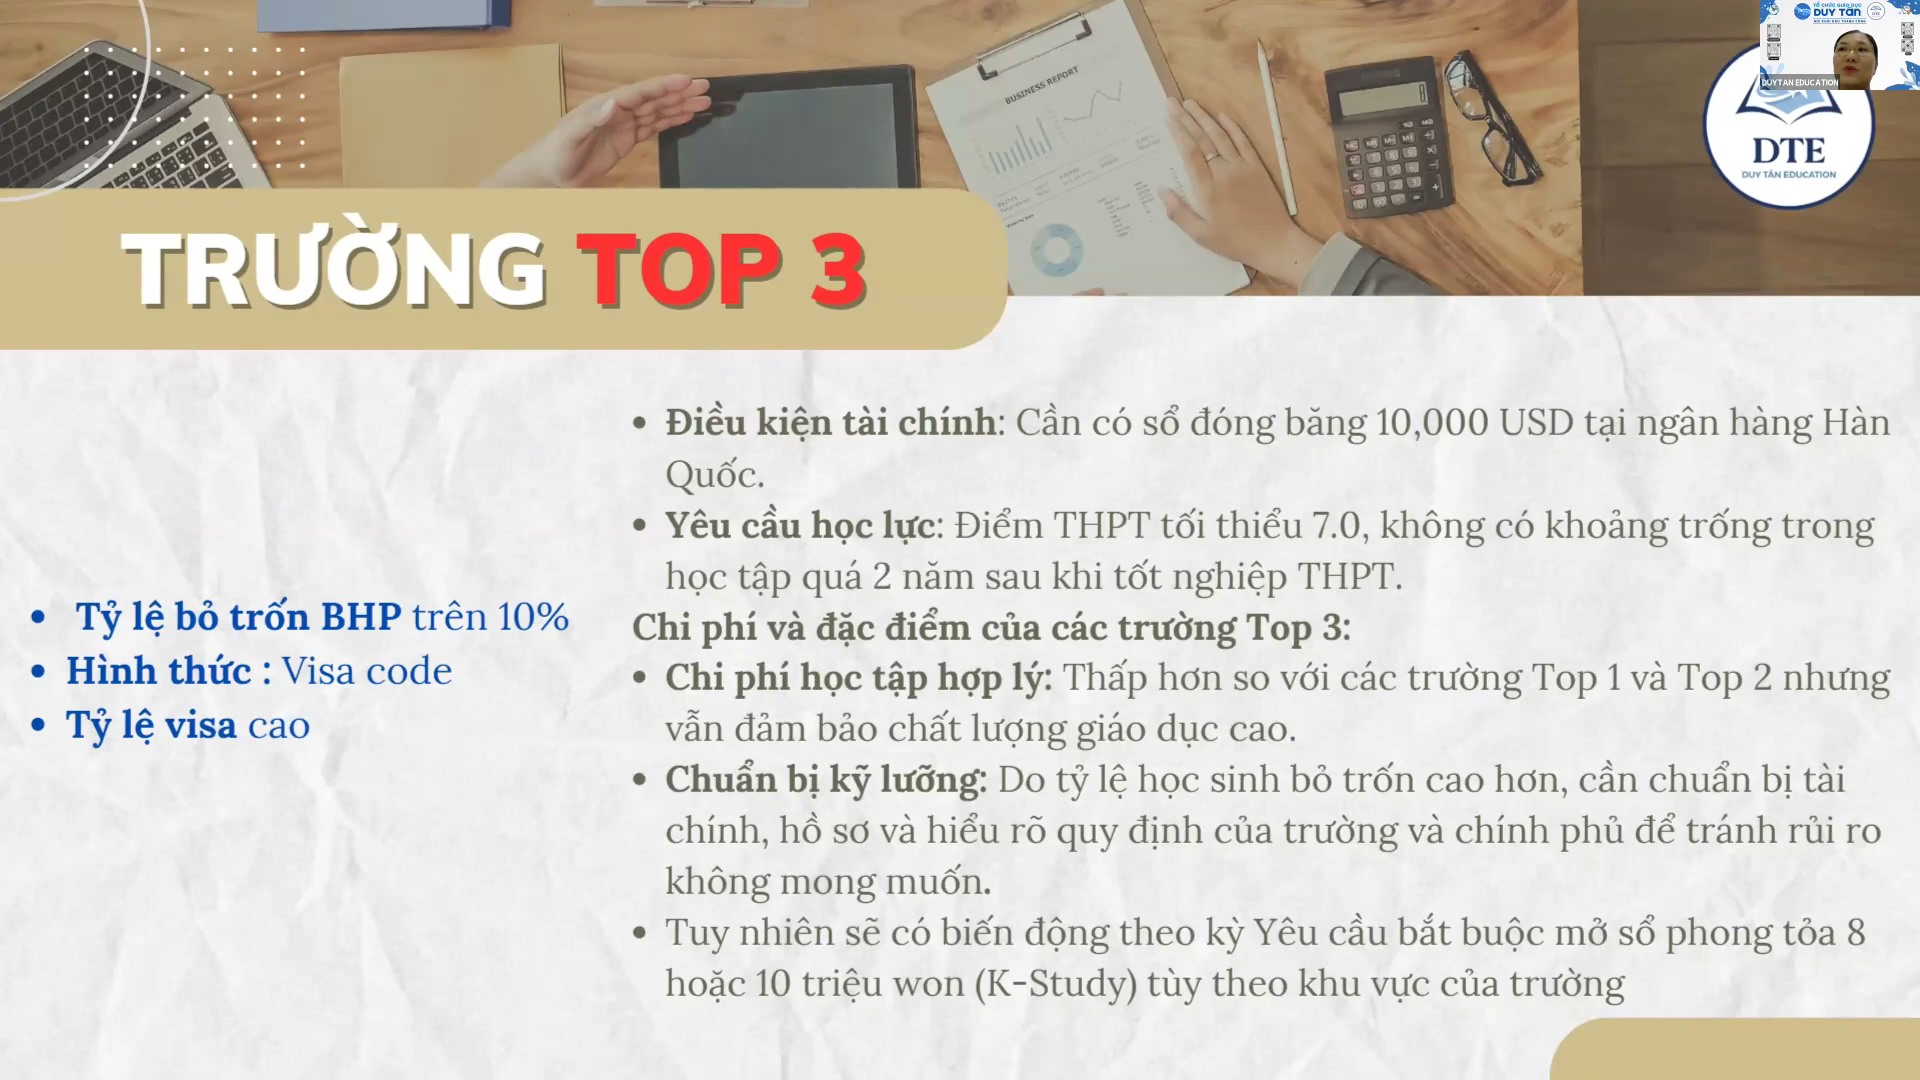 TỔ CHỨC GIÁO DỤC
DUY TÂN
DUYTAN EDUCATION
BUSINESS REPORT
DTE
DUY TÂN EDUCATION
TRƯỜNG TOP 3
• Tỷ lệ bỏ trốn BHP trên 10%
• Hình thức : Visa code
• Tỷ lệ visa cao
• Điều kiện tài chính: Cần có sổ đóng băng 10,000 USD tại ngân hàng Hàn
Quốc.
• Yêu cầu học lực: Điểm THPT tối thiểu 7.0, không có khoảng trống trong
học tập quá 2 năm sau khi tốt nghiệp THPT.
Chi phí và đặc điểm của các trường Top 3:
• Chi phí học tập hợp lý: Thấp hơn so với các trường Top 1 và Top 2 nhưng
vẫn đảm bảo chất lượng giáo dục cao.
• Chuẩn bị kỹ lưỡng: Do tỷ lệ học sinh bỏ trốn cao hơn, cần chuẩn bị tài
chính, hồ sơ và hiểu rõ quy định của trường và chính phủ để tránh rủi ro
không mong muốn.
• Tuy nhiên sẽ có biến động theo kỳ Yêu cầu bắt buộc mở sổ phong tỏa 8
hoặc 10 triệu won (K-Study) tùy theo khu vực của trường